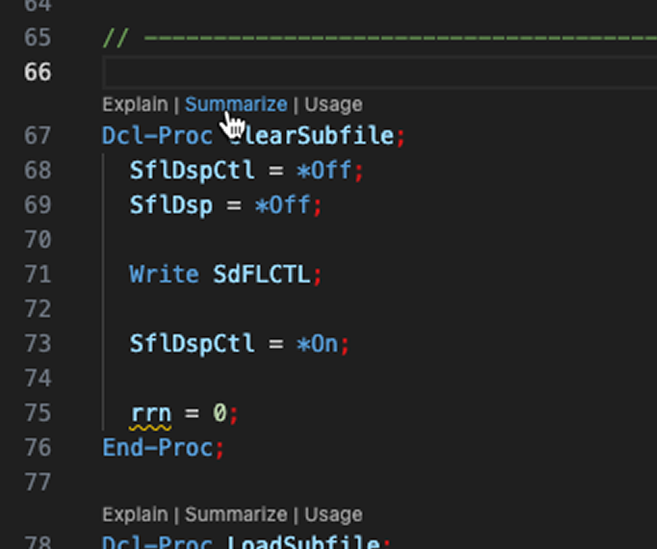 64
65 // ------------------------------------
66
Explain | Summarize | Usage
67 Dcl-Proc ClearSubfile;
68 SflDspCtl = *Off;
69 SflDsp = *Off;
70
71 Write SdFLCTL;
72
73 SflDspCtl = *On;
74
75 rrn = 0;
76 End-Proc;
77
Explain | Summarize | Usage
78 Dcl-Proc LoadSubfile;